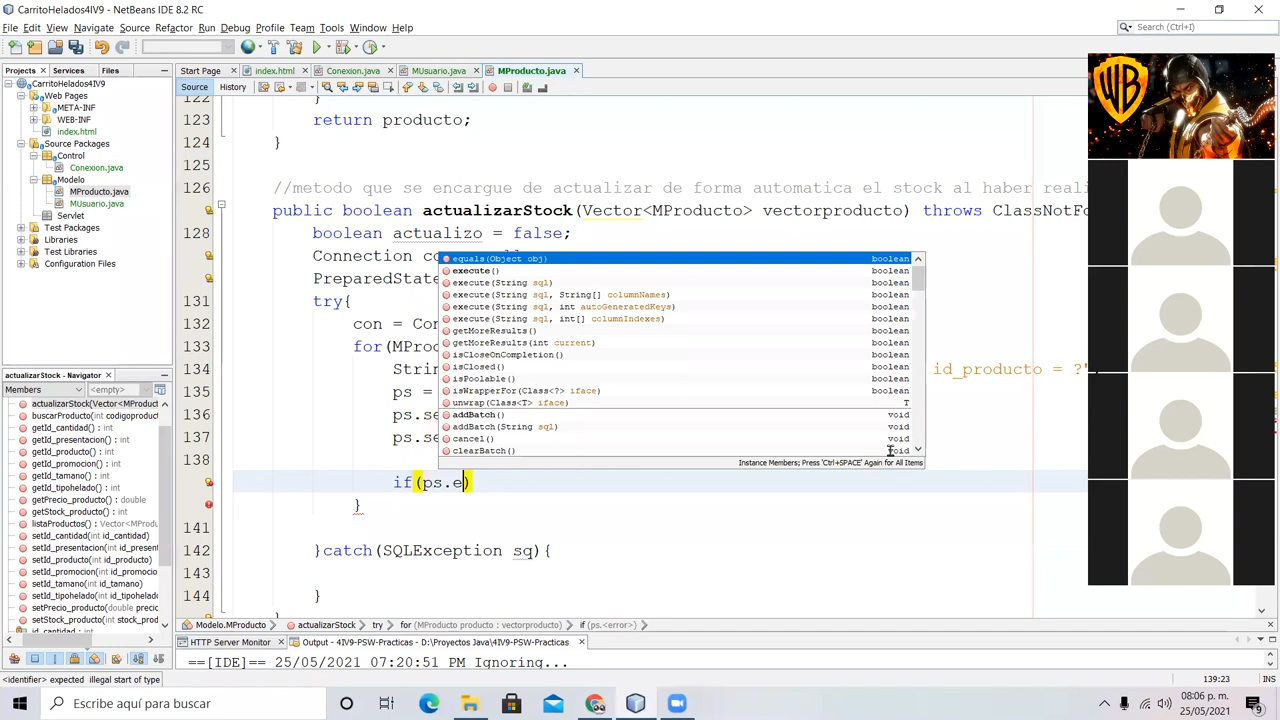 CarritoHelados4IV9 - NetBeans IDE 8.2 RC
File Edit View Navigate Source Refactor Run Debug Profile Team Tools Window Help
Search (Ctrl+I)
Projects Services Files
Start Page index.html Conexion.java MUsuario.java MProducto.java
CarritoHelados4IV9
Web Pages
META-INF
WEB-INF
index.html
Source Packages
Control
Conexion.java
Modelo
MProducto.java
MUsuario.java
Servlet
Test Packages
Libraries
Test Libraries
Configuration Files
Source History
122 }
123 return producto;
124 }
125
126 //metodo que se encargue de actualizar de forma automatica el stock al haber reali
public boolean actualizarStock(Vector<MProducto> vectorproducto) throws ClassNotFo
128 boolean actualizo = false;
Connection co
PreparedState
131 try{
132 con = Con
133 for(MProd
134 String id_producto = ?".
135 ps =
136 ps.se
137 ps.se
138
if(ps.e)
}
141
142 }catch(SQLException sq){
143
144 }
equals(Object obj) boolean
execute() boolean
execute(String sql) boolean
execute(String sql, String[] columnNames) boolean
execute(String sql, int autoGeneratedKeys) boolean
execute(String sql, int[] columnIndexes) boolean
getMoreResults() boolean
getMoreResults(int current) boolean
isCloseOnCompletion() boolean
isClosed() boolean
isPoolable() boolean
isWrapperFor(Class<?> iface) boolean
unwrap(Class<T> iface) T
addBatch() void
addBatch(String sql) void
cancel() void
clearBatch() void
Instance Members; Press 'Ctrl+SPACE' Again for All Items
actualizarStock - Navigator
Members <empty>
actualizarStock(Vector<MProduc
buscarProducto(int codigoproduct
getId_cantidad() : int
getId_presentacion() : int
getId_producto() : int
getId_promocion() : int
getId_tamano() : int
getId_tipohelado() : int
getPrecio_producto() : double
getStock_producto() : int
listaProductos() : Vector<MProduc
setId_cantidad(int id_cantidad)
setId_presentacion(int id_present
setId_producto(int id_producto)
setId_promocion(int id_promocion
setId_tamano(int id_tamano)
setId_tipohelado(int id_tipohelad
setPrecio_producto(double precio
setStock_producto(int stock_produ
id_cantidad : int
Modelo.MProducto actualizarStock try for (MProducto producto : vectorproducto) if (ps.<error>)
HTTP Server Monitor Output - 4IV9-PSW-Practicas - D:\Proyectos Java\4IV9-PSW-Practicas
==[IDE]== 25/05/2021 07:20:51 PM Ignoring...
<identifier> expected illegal start of type
139:23 INS
Escribe aquí para buscar
08:06 p. m.
25/05/2021
9
WB